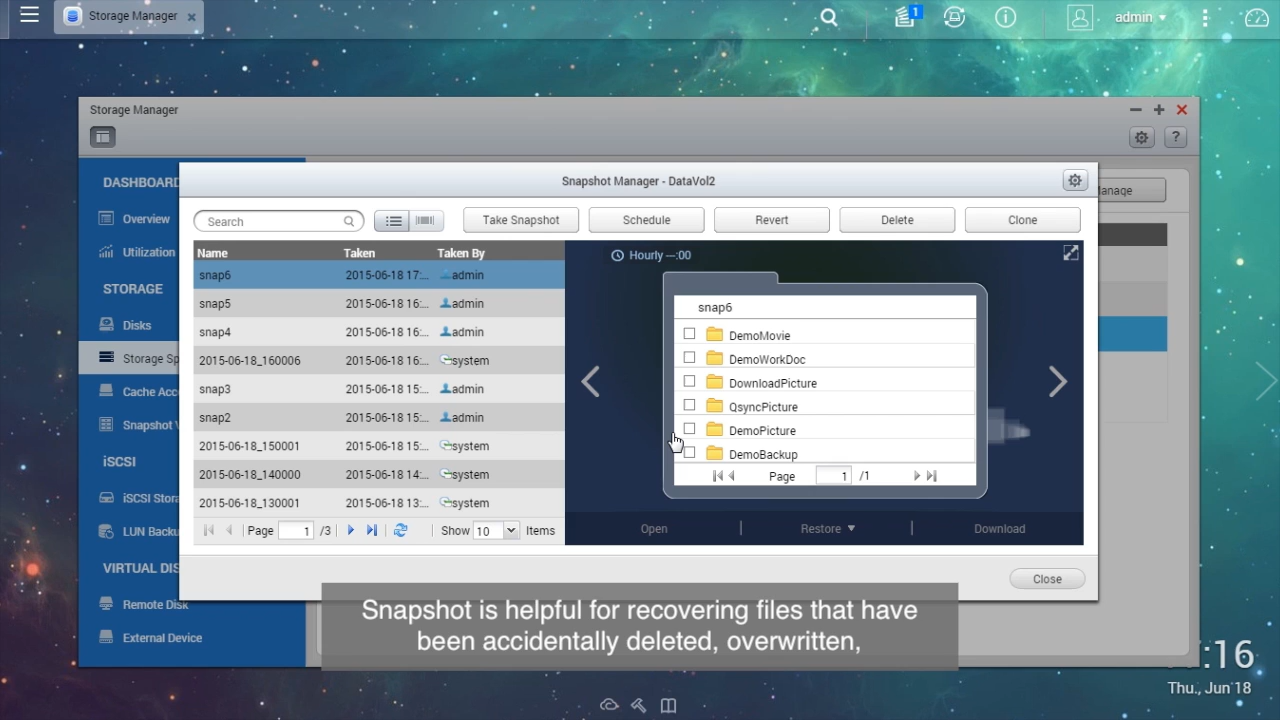 Storage Manager
1
admin
Storage Manager
DASHBOARD
Overview
Utilization
STORAGE
Disks
Storage Sp
Cache Acc
Snapshot
iSCSI
iSCSI Stora
LUN Backu
VIRTUAL DIS
Remote Disk
External Device
Manage
Snapshot Manager - DataVol2
Search
Take Snapshot
Schedule
Revert
Delete
Clone
Name Taken Taken By
snap6 2015-06-18 17:... admin
snap5 2015-06-18 16:... admin
snap4 2015-06-18 16:... admin
2015-06-18_160006 2015-06-18 16:... system
snap3 2015-06-18 15:... admin
snap2 2015-06-18 15:... admin
2015-06-18_150001 2015-06-18 15:... system
2015-06-18_140000 2015-06-18 14:... system
2015-06-18_130001 2015-06-18 13:... system
Page 1 /3 Show 10 Items
Hourly —:00
snap6
DemoMovie
DemoWorkDoc
DownloadPicture
QsyncPicture
DemoPicture
DemoBackup
Page 1 /1
Open | Restore | Download
Close
Snapshot is helpful for recovering files that have
been accidentally deleted, overwritten,
:16
Thu., Jun 18